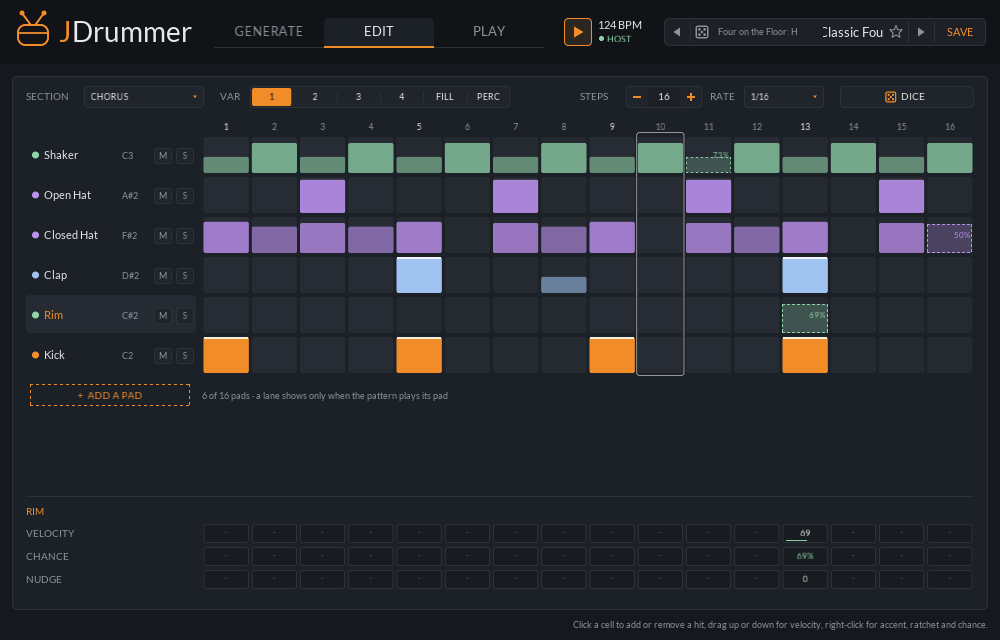 JDrummer GENERATE EDIT PLAY 124 BPM HOST Four on the Floor: H Classic Fou SAVE
SECTION CHORUS VAR 1 2 3 4 FILL PERC STEPS − 16 + RATE 1/16 DICE
1 2 3 4 5 6 7 8 9 10 11 12 13 14 15 16
Shaker C3 M S 73%
Open Hat A#2 M S
Closed Hat F#2 M S 50%
Clap D#2 M S
Rim C#2 M S 69%
Kick C2 M S
+ ADD A PAD 6 of 16 pads · a lane shows only when the pattern plays its pad
RIM
VELOCITY - - - - - - - - - - - - 69 - - -
CHANCE - - - - - - - - - - - - 69% - - -
NUDGE - - - - - - - - - - - - 0 - - -
Click a cell to add or remove a hit, drag up or down for velocity, right-click for accent, ratchet and chance.